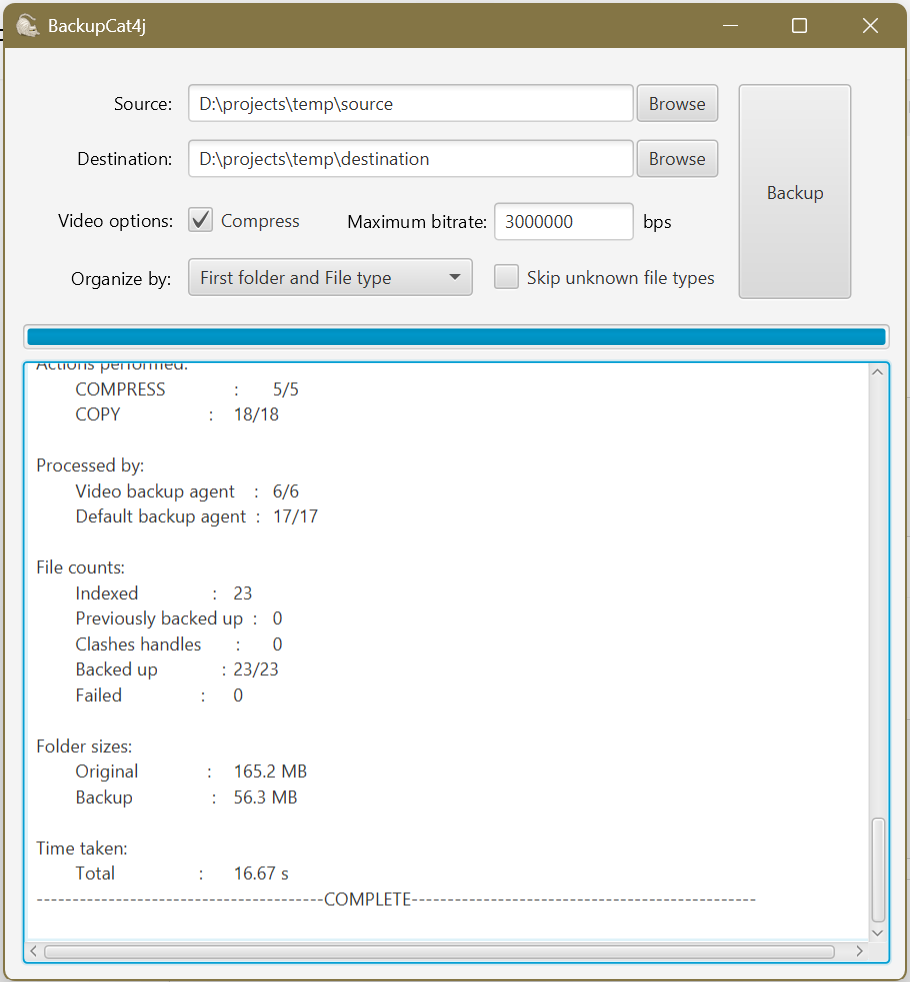 BackupCat4j
Source: D:\projects\temp\source Browse
Destination: D:\projects\temp\destination Browse
Backup
Video options: Compress Maximum bitrate: 3000000 bps
Organize by: First folder and File type Skip unknown file types
Actions performed:
COMPRESS : 5/5
COPY : 18/18
Processed by:
Video backup agent : 6/6
Default backup agent : 17/17
File counts:
Indexed : 23
Previously backed up : 0
Clashes handles : 0
Backed up : 23/23
Failed : 0
Folder sizes:
Original : 165.2 MB
Backup : 56.3 MB
Time taken:
Total : 16.67 s
----------------------------------------COMPLETE------------------------------------------------